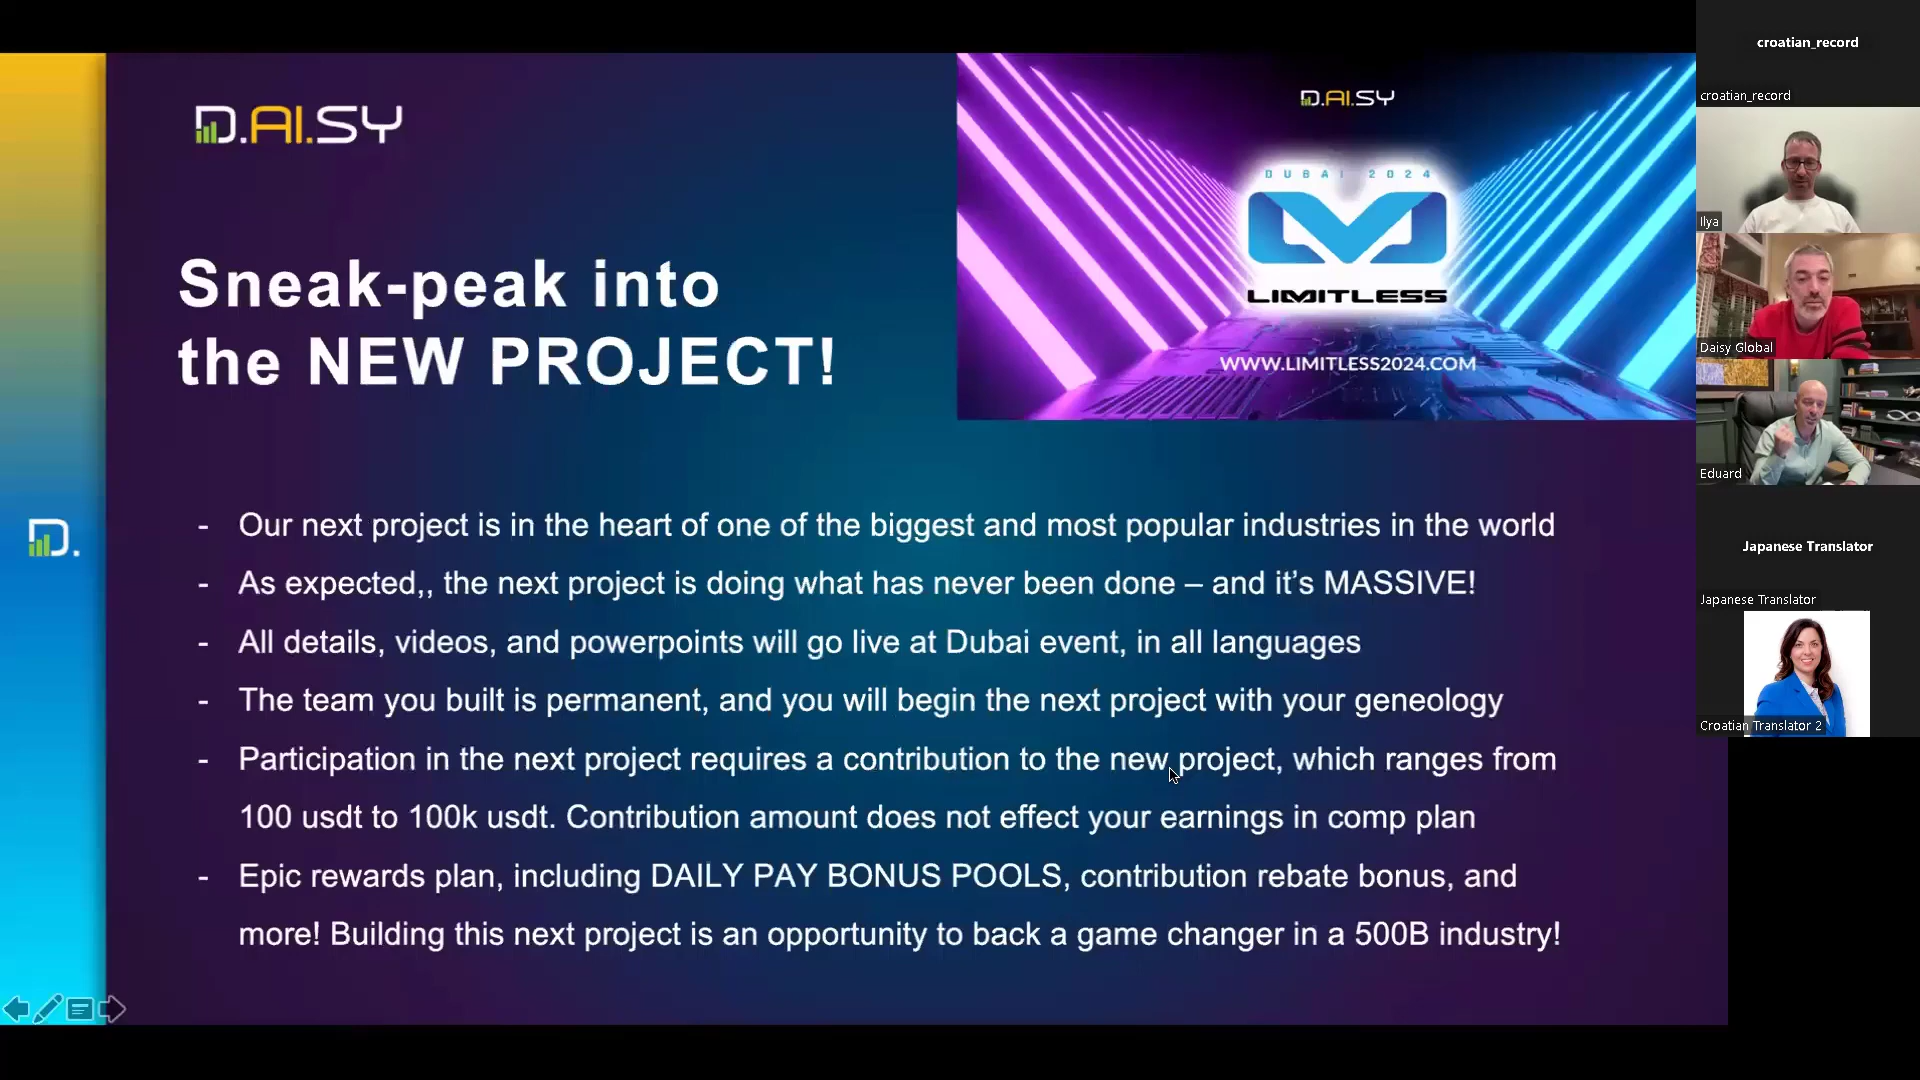 D.AI.SY
Sneak-peak into
the NEW PROJECT!
D.AI.SY
DUBAI 2024
LIMITLESS
WWW.LIMITLESS2024.COM
D.
- Our next project is in the heart of one of the biggest and most popular industries in the world
- As expected,, the next project is doing what has never been done – and it’s MASSIVE!
- All details, videos, and powerpoints will go live at Dubai event, in all languages
- The team you built is permanent, and you will begin the next project with your geneology
- Participation in the next project requires a contribution to the new project, which ranges from
100 usdt to 100k usdt. Contribution amount does not effect your earnings in comp plan
- Epic rewards plan, including DAILY PAY BONUS POOLS, contribution rebate bonus, and
more! Building this next project is an opportunity to back a game changer in a 500B industry!
croatian_record
croatian_record
Ilya
Daisy Global
Eduard
Japanese Translator
Japanese Translator
Croatian Translator 2